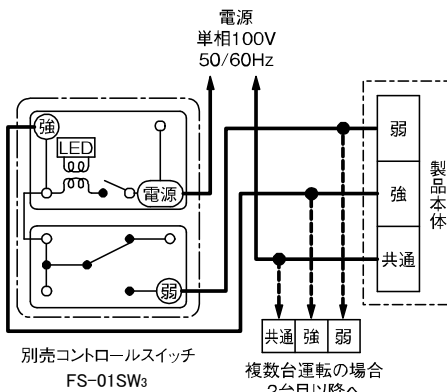 電源
単相100V
50/60Hz
強
LED
電源
弱
弱
強
共通
製品本体
共通 強 弱
別売コントロールスイッチ
FS-01SW₃
複数台運転の場合
2台目以降へ